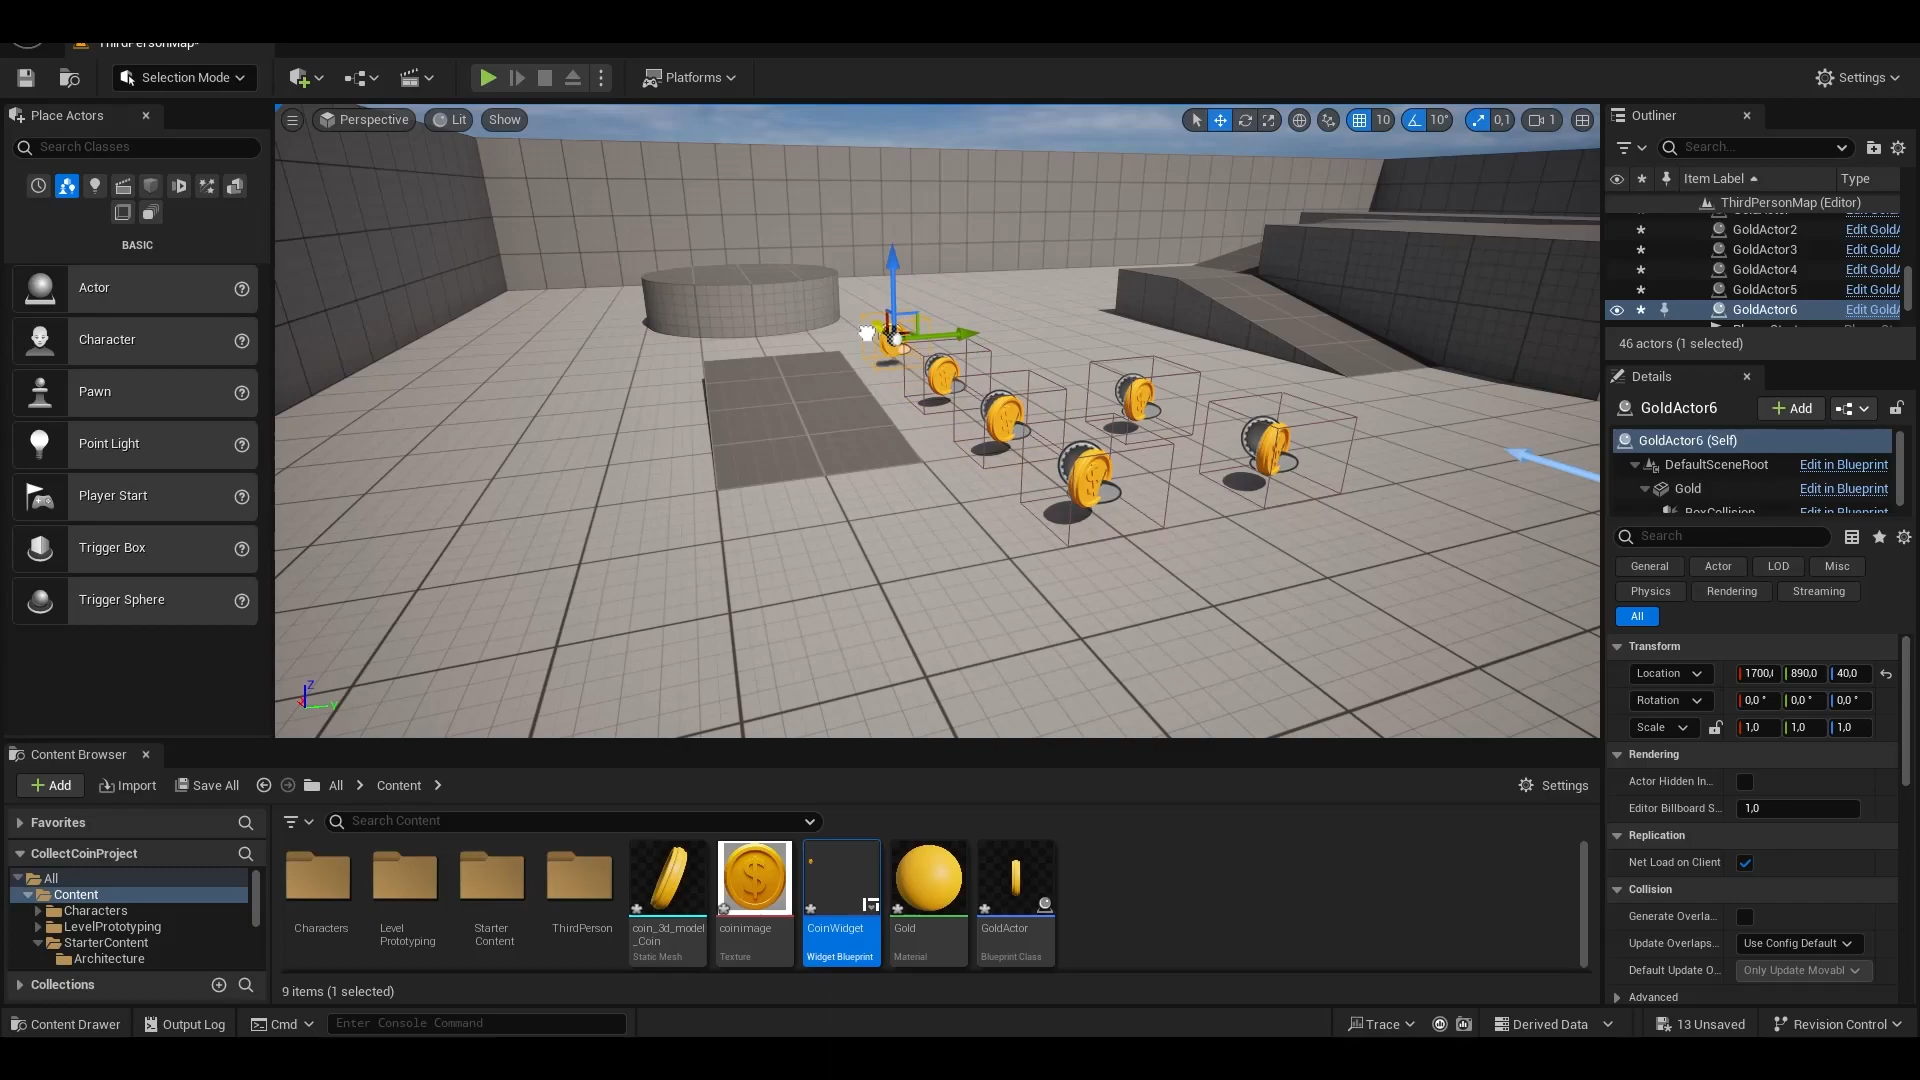 ThirdPersonMap*
Selection Mode
Platforms
Settings
Place Actors
Search Classes
BASIC
Actor
Character
Pawn
Point Light
Player Start
Trigger Box
Trigger Sphere
Perspective
Lit
Show
10
10°
0,1
1
Outliner
Search...
Item Label
Type
ThirdPersonMap (Editor)
GoldActor2
Edit GoldA
GoldActor3
Edit GoldA
GoldActor4
Edit GoldA
GoldActor5
Edit GoldA
GoldActor6
Edit GoldA
46 actors (1 selected)
Details
GoldActor6
Add
GoldActor6 (Self)
DefaultSceneRoot
Edit in Blueprint
Gold
Edit in Blueprint
BoxCollision
Edit in Blueprint
Search
General
Actor
LOD
Misc
Physics
Rendering
Streaming
All
Transform
Location
1700,(
890,0
40,0
Rotation
0,0 °
0,0 °
0,0 °
Scale
1,0
1,0
1,0
Rendering
Actor Hidden In...
Editor Billboard S...
1,0
Replication
Net Load on Client
Collision
Generate Overla...
Update Overlaps...
Use Config Default
Default Update O...
Only Update Movabl
Advanced
Content Browser
Add
Import
Save All
All
Content
Settings
Favorites
CollectCoinProject
All
Content
Characters
LevelPrototyping
StarterContent
Architecture
Collections
Search Content
Characters
Level
Prototyping
Starter
Content
ThirdPerson
coin_3d_model
_Coin
Static Mesh
coinimage
Texture
CoinWidget
Widget Blueprint
Gold
Material
GoldActor
Blueprint Class
9 items (1 selected)
Content Drawer
Output Log
Cmd
Enter Console Command
Trace
Derived Data
13 Unsaved
Revision Control